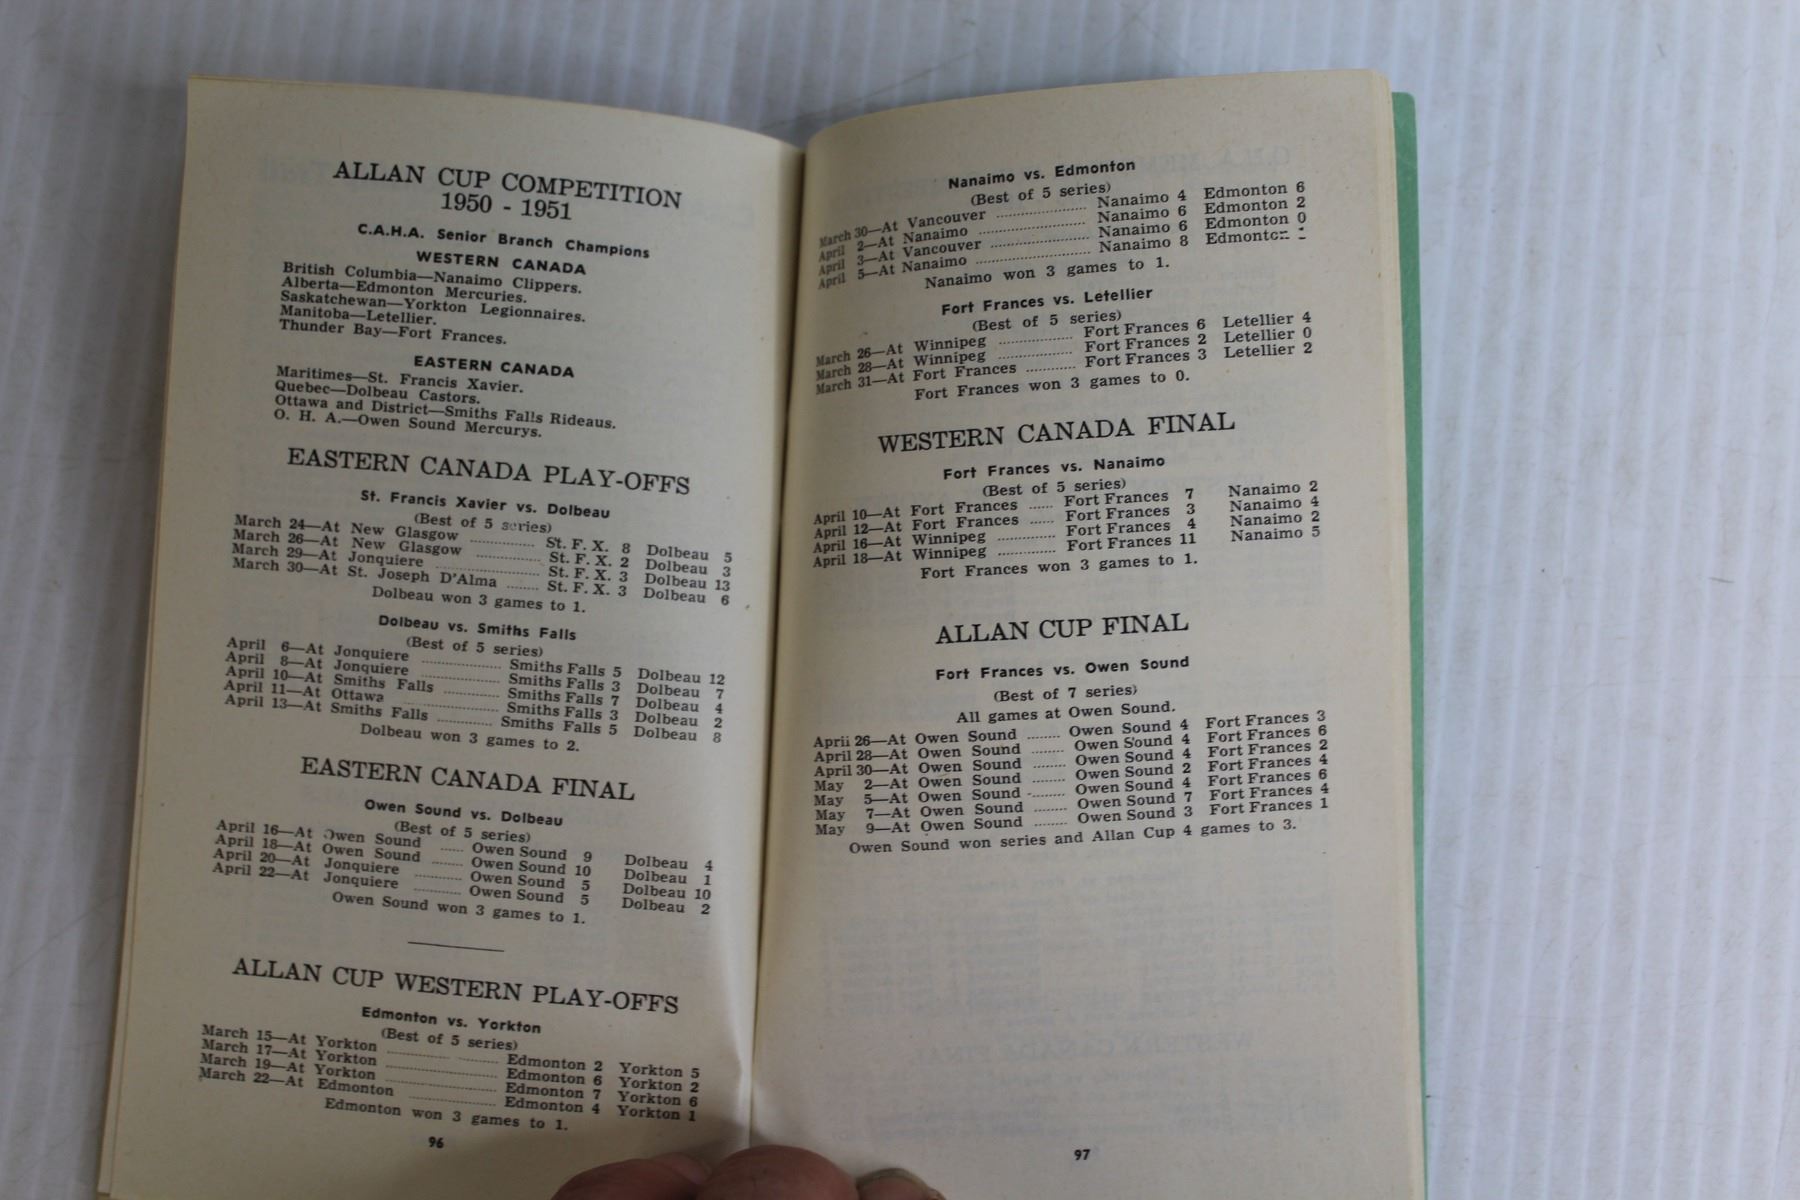 ALLAN CUP COMPETITION
1950 - 1951
C.A.H.A. Senior Branch Champions
WESTERN CANADA
British Columbia—Nanaimo Clippers.
Alberta—Edmonton Mercuries.
Saskatchewan—Yorkton Legionnaires.
Manitoba—Letellier.
Thunder Bay—Fort Frances.
EASTERN CANADA
Maritimes—St. Francis Xavier.
Quebec—Dolbeau Castors.
Ottawa and District—Smiths Falls Rideaus.
O. H. A.—Owen Sound Mercurys.
EASTERN CANADA PLAY-OFFS
St. Francis Xavier vs. Dolbeau
(Best of 5 series)
March 24—At New Glasgow ............... St. F. X. 8 Dolbeau 5
March 26—At New Glasgow ............... St. F. X. 2 Dolbeau 3
March 29—At Jonquiere ............... St. F. X. 3 Dolbeau 13
March 30—At St. Joseph D'Alma ........ St. F. X. 3 Dolbeau 6
Dolbeau won 3 games to 1.
Dolbeau vs. Smiths Falls
(Best of 5 series)
April 6—At Jonquiere ............... Smiths Falls 5 Dolbeau 12
April 8—At Jonquiere ............... Smiths Falls 3 Dolbeau 7
April 10—At Smiths Falls ............. Smiths Falls 7 Dolbeau 4
April 11—At Ottawa ............... Smiths Falls 3 Dolbeau 2
April 13—At Smiths Falls ............. Smiths Falls 5 Dolbeau 8
Dolbeau won 3 games to 2.
EASTERN CANADA FINAL
Owen Sound vs. Dolbeau
(Best of 5 series)
April 16—At Owen Sound ...... Owen Sound 9 Dolbeau 4
April 18—At Owen Sound ........ Owen Sound 10 Dolbeau 1
April 20—At Jonquiere ............ Owen Sound 5 Dolbeau 10
April 22—At Jonquiere ............ Owen Sound 5 Dolbeau 2
Owen Sound won 3 games to 1.
ALLAN CUP WESTERN PLAY-OFFS
Edmonton vs. Yorkton
(Best of 5 series)
March 15—At Yorkton ............... Edmonton 2 Yorkton 5
March 17—At Yorkton ............... Edmonton 6 Yorkton 2
March 19—At Yorkton ............... Edmonton 7 Yorkton 6
March 22—At Edmonton ............... Edmonton 4 Yorkton 1
Edmonton won 3 games to 1.
96
Nanaimo vs. Edmonton
(Best of 5 series)
March 30—At Vancouver ............... Nanaimo 4 Edmonton 6
April 2—At Nanaimo ............... Nanaimo 6 Edmonton 2
April 3—At Vancouver ............... Nanaimo 6 Edmonton 0
April 5—At Nanaimo ............... Nanaimo 8 Edmonton
Nanaimo won 3 games to 1.
Fort Frances vs. Letellier
(Best of 5 series)
March 26—At Winnipeg ............... Fort Frances 6 Letellier 4
March 28—At Winnipeg ............... Fort Frances 2 Letellier 0
March 31—At Fort Frances ............ Fort Frances 3 Letellier 2
Fort Frances won 3 games to 0.
WESTERN CANADA FINAL
Fort Frances vs. Nanaimo
(Best of 5 series)
April 10—At Fort Frances ...... Fort Frances 7 Nanaimo 2
April 12—At Fort Frances ...... Fort Frances 3 Nanaimo 4
April 16—At Winnipeg ............... Fort Frances 4 Nanaimo 2
April 18—At Winnipeg ............... Fort Frances 11 Nanaimo 5
Fort Frances won 3 games to 1.
ALLAN CUP FINAL
Fort Frances vs. Owen Sound
(Best of 7 series)
All games at Owen Sound.
April 26—At Owen Sound ........ Owen Sound 4 Fort Frances 3
April 28—At Owen Sound ........ Owen Sound 4 Fort Frances 6
April 30—At Owen Sound ........ Owen Sound 4 Fort Frances 2
May 2—At Owen Sound ........ Owen Sound 2 Fort Frances 4
May 5—At Owen Sound ........ Owen Sound 4 Fort Frances 6
May 7—At Owen Sound ........ Owen Sound 7 Fort Frances 4
May 9—At Owen Sound ........ Owen Sound 3 Fort Frances 1
Owen Sound won series and Allan Cup 4 games to 3.
97